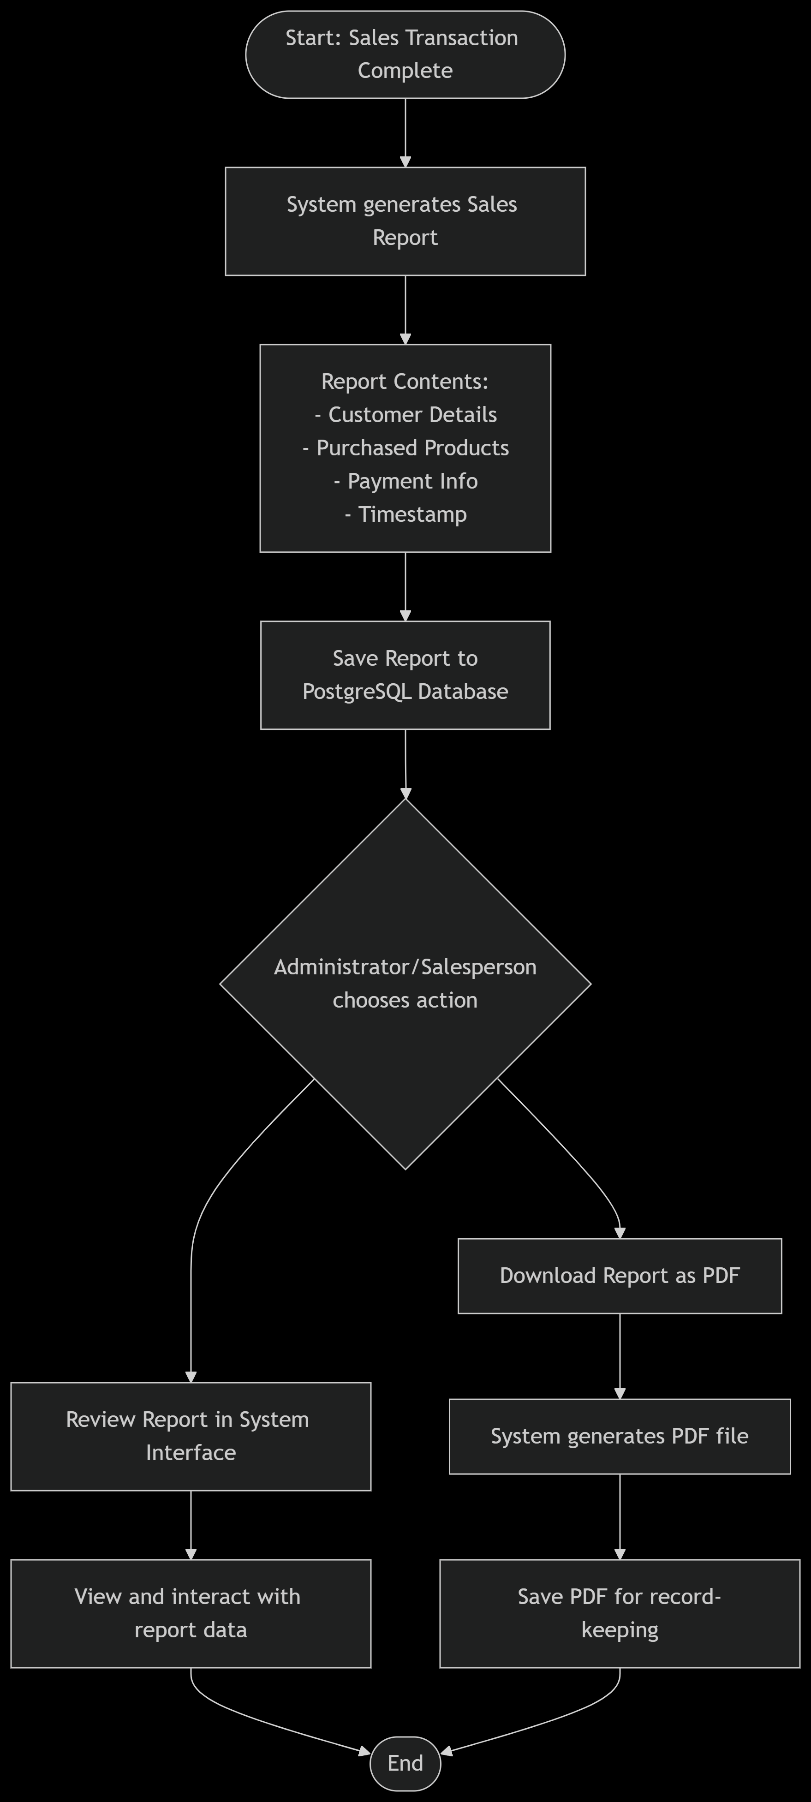 Start: Sales Transaction
Complete
System generates Sales
Report
Report Contents:
- Customer Details
- Purchased Products
- Payment Info
- Timestamp
Save Report to
PostgreSQL Database
Administrator/Salesperson
chooses action
Download Report as PDF
Review Report in System
Interface
System generates PDF file
View and interact with
report data
Save PDF for record-
keeping
End